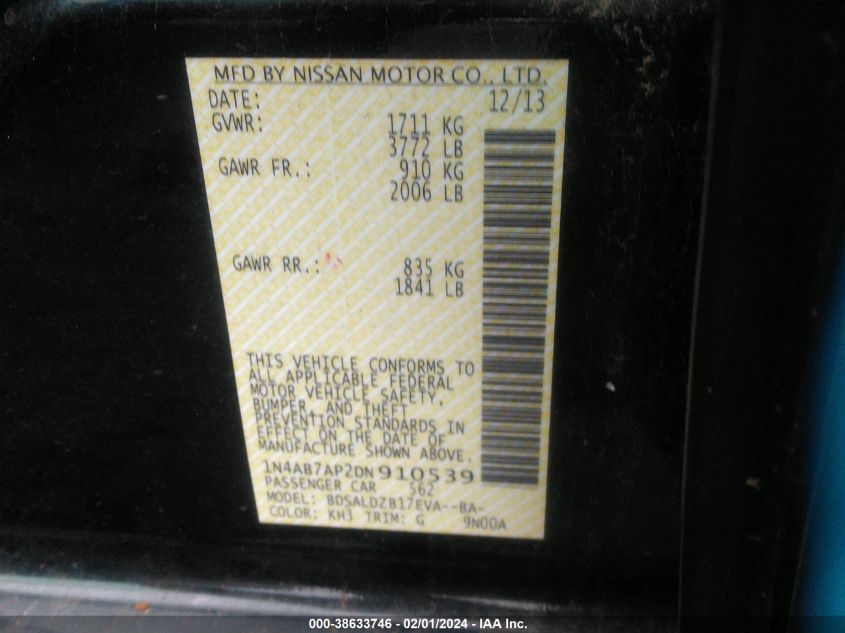 MFD BY NISSAN MOTOR CO., LTD.
DATE: 12/13
GVWR: 1711 KG
3772 LB
GAWR FR.: 910 KG
2006 LB
GAWR RR.: 835 KG
1841 LB
THIS VEHICLE CONFORMS TO
ALL APPLICABLE FEDERAL
MOTOR VEHICLE SAFETY,
BUMPER, AND THEFT
PREVENTION STANDARDS IN
EFFECT ON THE DATE OF
MANUFACTURE SHOWN ABOVE.
1N4AB7AP2DN910539
PASSENGER CAR 562
MODEL: BDSALDZB17EVA--BA-
COLOR: KH3 TRIM: G 9N00A
000-38633746 - 02/01/2024 - IAA Inc.